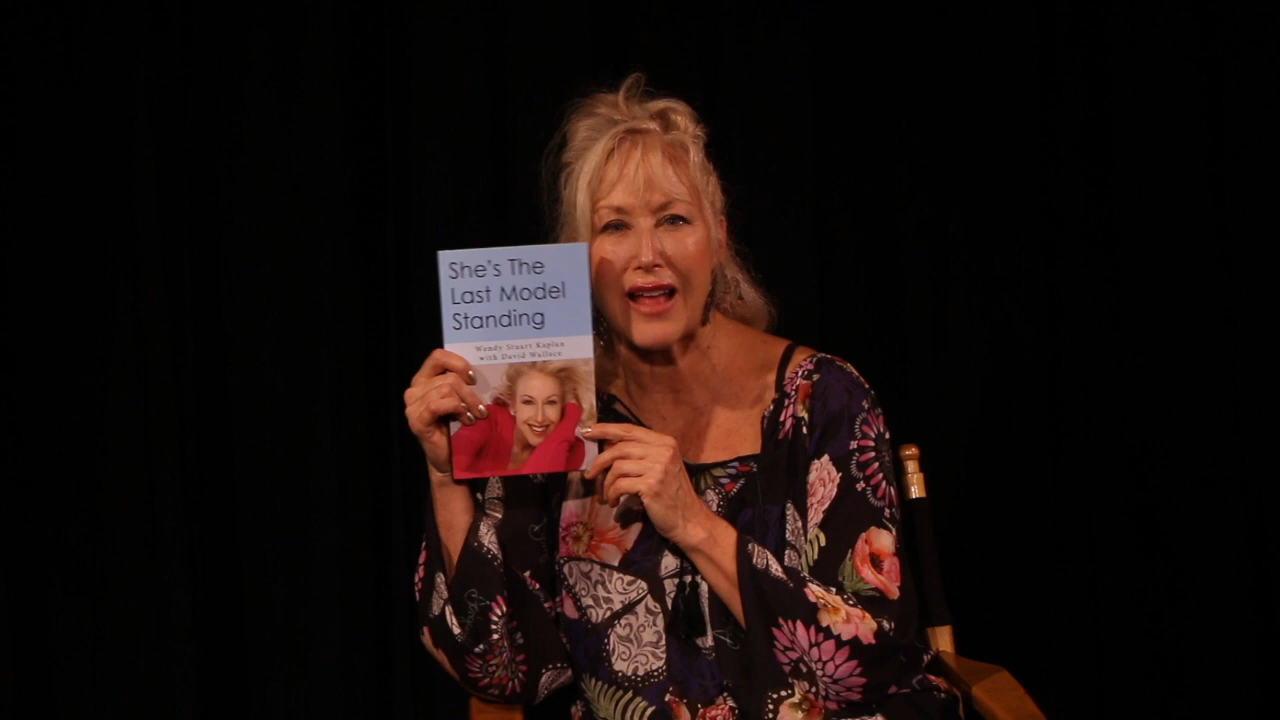 She's The
Last Model
Standing
Wendy Stuart Kaplan
with David Wallace